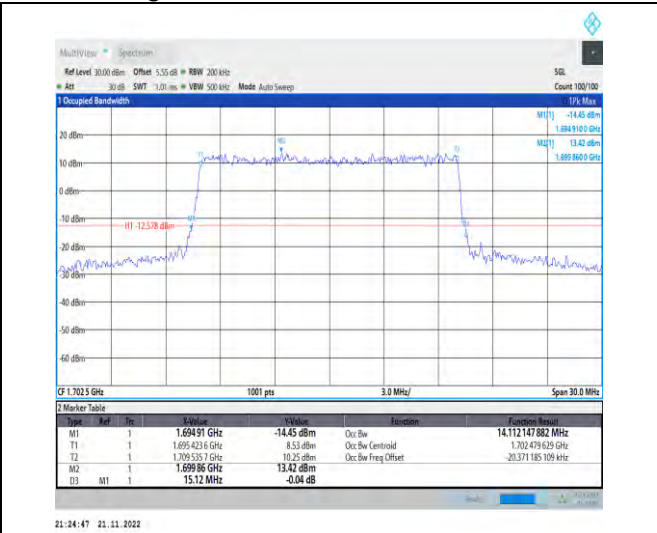 MultiView Spectrum
Ref Level 30.00 dBm Offset 5.55 dB RBW 200 kHz SGL
Att 30 dB SWT 1.01 ms VBW 500 kHz Mode Auto Sweep Count 100/100
1 Occupied Bandwidth 1Pk Max
M1[1] -14.45 dBm
1.694 910 0 GHz
M2[1] 13.42 dBm
1.699 860 0 GHz
20 dBm
M2
T1
T2
10 dBm
0 dBm
-10 dBm
H1 -12.578 dBm
M1
-20 dBm
-30 dBm
-40 dBm
-50 dBm
-60 dBm
CF 1.702 5 GHz 1001 pts 3.0 MHz/ Span 30.0 MHz
2 Marker Table
Type Ref Trc X-Value Y-Value Function Function Result
M1 1 1.694 91 GHz -14.45 dBm Occ Bw 14.112 147 882 MHz
T1 1 1.695 423 6 GHz 8.53 dBm Occ Bw Centroid 1.702 479 629 GHz
T2 1 1.709 535 7 GHz 10.25 dBm Occ Bw Freq Offset -20.371 185 109 kHz
M2 1 1.699 86 GHz 13.42 dBm
D3 M1 1 15.12 MHz -0.04 dB
21:24:47 21.11.2022